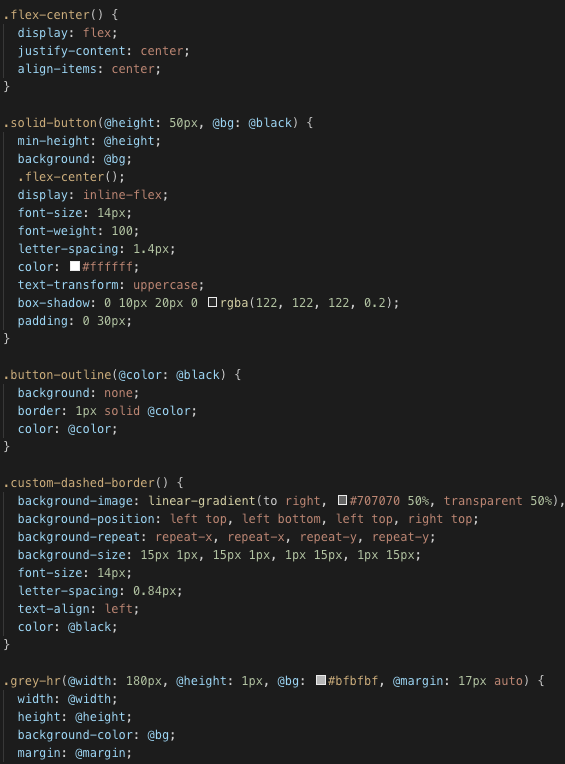 .flex-center() {
  display: flex;
  justify-content: center;
  align-items: center;
}

.solid-button(@height: 50px, @bg: @black) {
  min-height: @height;
  background: @bg;
  .flex-center();
  display: inline-flex;
  font-size: 14px;
  font-weight: 100;
  letter-spacing: 1.4px;
  color: #ffffff;
  text-transform: uppercase;
  box-shadow: 0 10px 20px 0 rgba(122, 122, 122, 0.2);
  padding: 0 30px;
}

.button-outline(@color: @black) {
  background: none;
  border: 1px solid @color;
  color: @color;
}

.custom-dashed-border() {
  background-image: linear-gradient(to right, #707070 50%, transparent 50%),
  background-position: left top, left bottom, left top, right top;
  background-repeat: repeat-x, repeat-x, repeat-y, repeat-y;
  background-size: 15px 1px, 15px 1px, 1px 15px, 1px 15px;
  font-size: 14px;
  letter-spacing: 0.84px;
  text-align: left;
  color: @black;
}

.grey-hr(@width: 180px, @height: 1px, @bg: #bfbfbf, @margin: 17px auto) {
  width: @width;
  height: @height;
  background-color: @bg;
  margin: @margin;